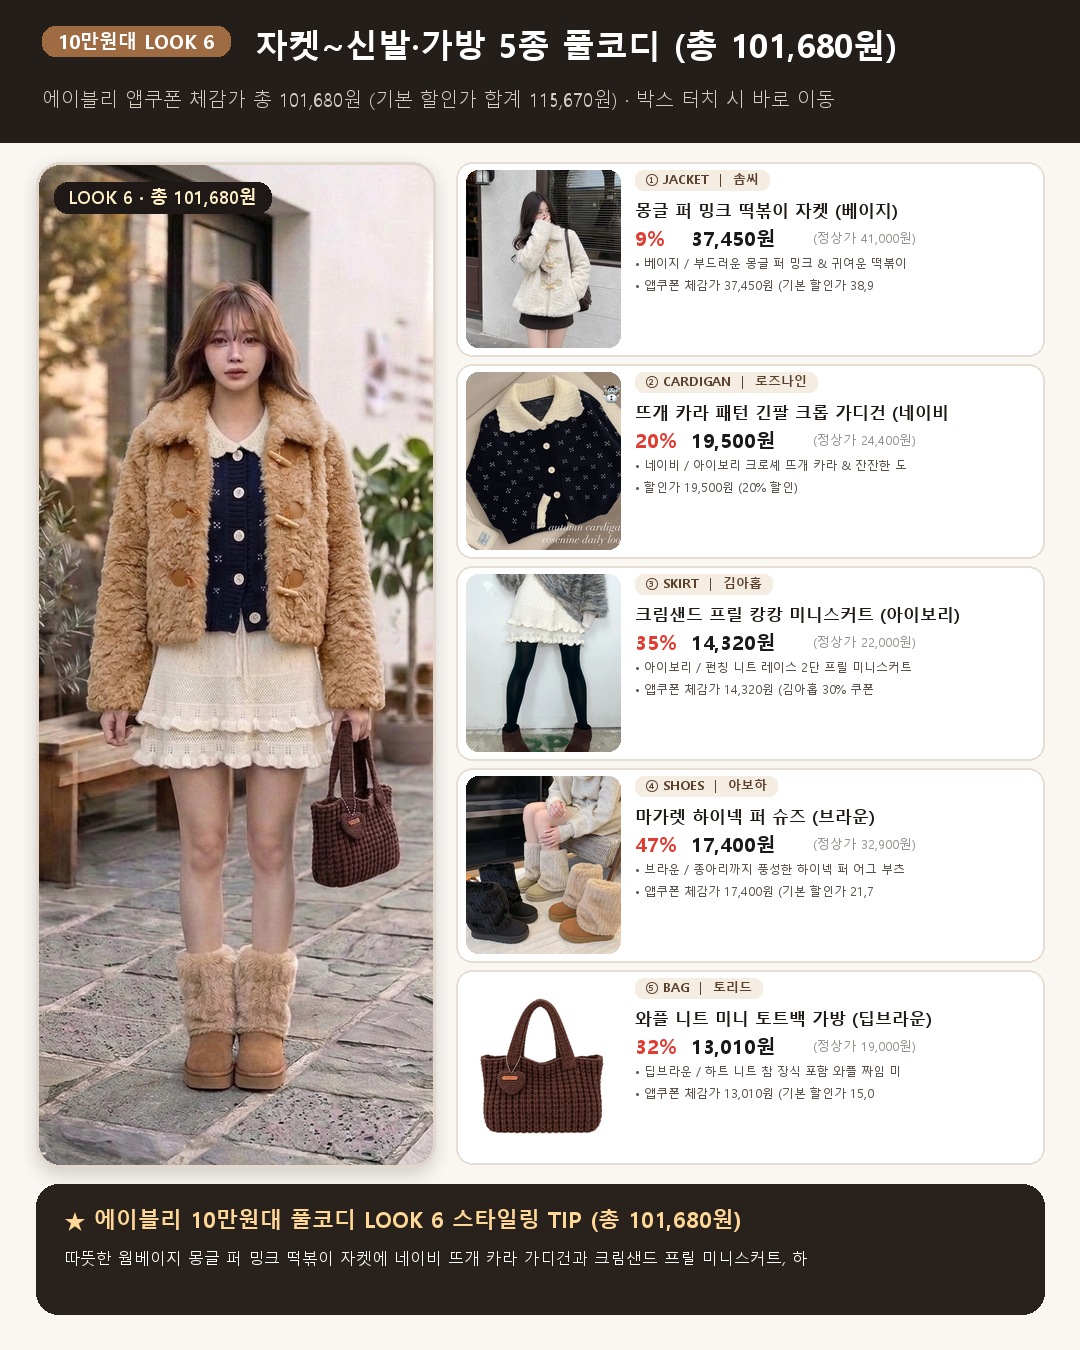 10만원대 LOOK 6
자켓~신발·가방 5종 풀코디 (총 101,680원)
에이블리 앱쿠폰 체감가 총 101,680원 (기본 할인가 합계 115,670원) · 박스 터치 시 바로 이동
LOOK 6 · 총 101,680원
① JACKET | 솜씨
몽글 퍼 밍크 떡볶이 자켓 (베이지)
9% 37,450원 (정상가 41,000원)
• 베이지 / 부드러운 몽글 퍼 밍크 & 귀여운 떡볶이
• 앱쿠폰 체감가 37,450원 (기본 할인가 38,9
② CARDIGAN | 로즈나인
뜨개 카라 패턴 긴팔 크롭 가디건 (네이비
20% 19,500원 (정상가 24,400원)
• 네이비 / 아이보리 크로셰 뜨개 카라 & 잔잔한 도
• 할인가 19,500원 (20% 할인)
autumn cardiga
rosenine daily loo
③ SKIRT | 김아홉
크림샌드 프릴 캉캉 미니스커트 (아이보리)
35% 14,320원 (정상가 22,000원)
• 아이보리 / 펀칭 니트 레이스 2단 프릴 미니스커트
• 앱쿠폰 체감가 14,320원 (김아홉 30% 쿠폰
④ SHOES | 아보하
마가렛 하이넥 퍼 슈즈 (브라운)
47% 17,400원 (정상가 32,900원)
• 브라운 / 종아리까지 풍성한 하이넥 퍼 어그 부츠
• 앱쿠폰 체감가 17,400원 (기본 할인가 21,7
⑤ BAG | 토리드
와플 니트 미니 토트백 가방 (딥브라운)
32% 13,010원 (정상가 19,000원)
• 딥브라운 / 하트 니트 참 장식 포함 와플 짜임 미
• 앱쿠폰 체감가 13,010원 (기본 할인가 15,0
★ 에이블리 10만원대 풀코디 LOOK 6 스타일링 TIP (총 101,680원)
따뜻한 웜베이지 몽글 퍼 밍크 떡볶이 자켓에 네이비 뜨개 카라 가디건과 크림샌드 프릴 미니스커트, 하